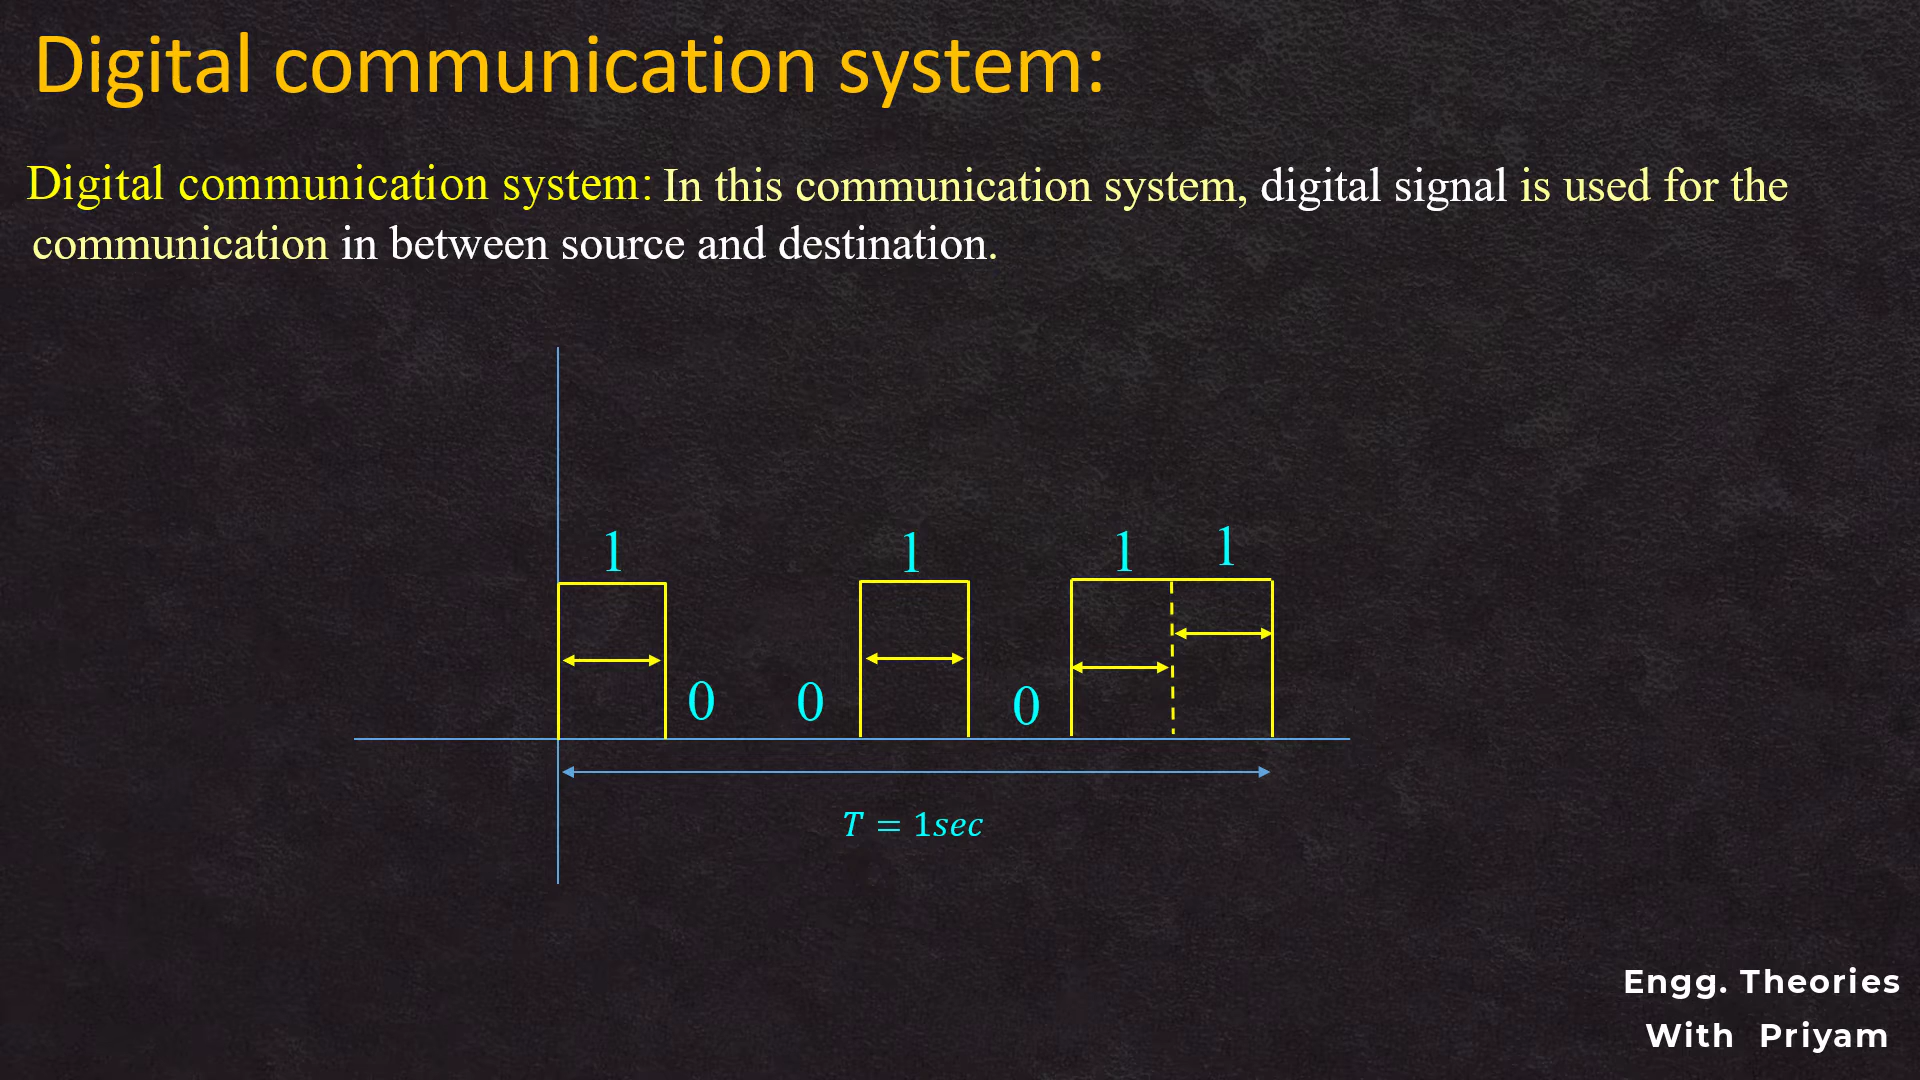 Digital communication system:
Digital communication system: In this communication system, digital signal is used for the
communication in between source and destination.
1 1 1 1
0 0 0
T = 1sec
Engg. Theories
With Priyam